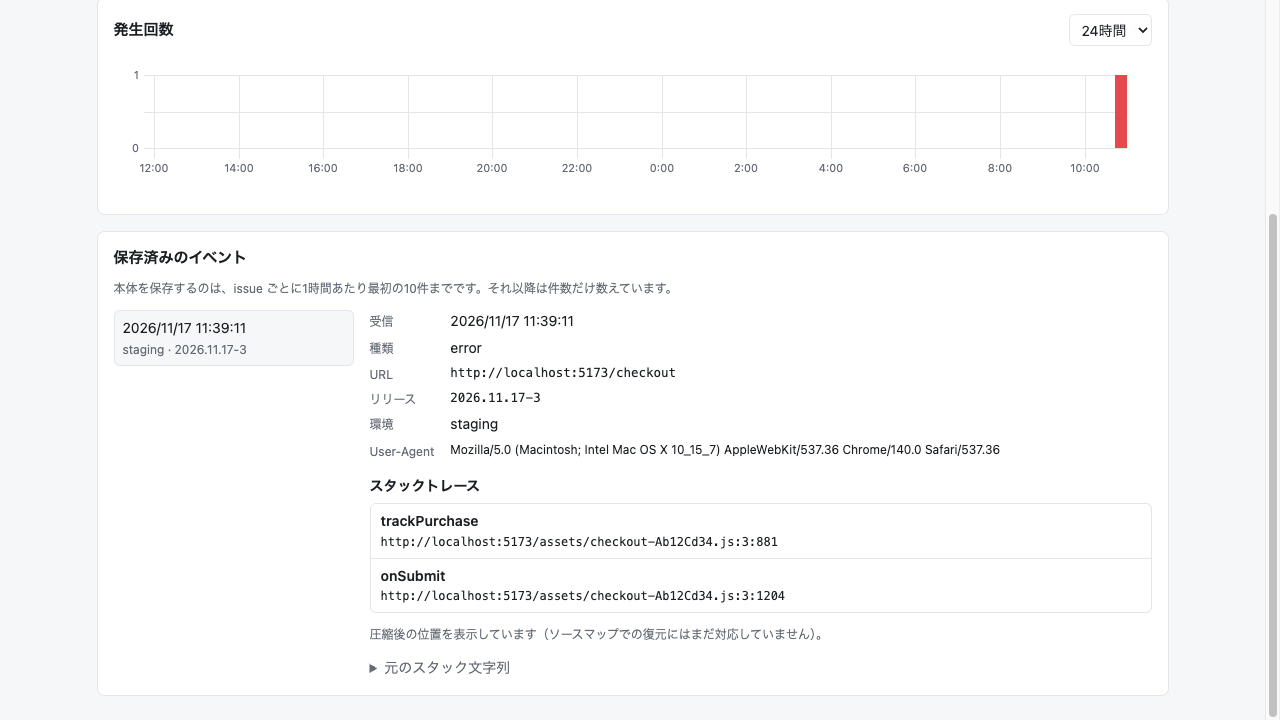 発生回数
24時間
1
0
12:00 14:00 16:00 18:00 20:00 22:00 0:00 2:00 4:00 6:00 8:00 10:00
保存済みのイベント
本体を保存するのは、issue ごとに1時間あたり最初の10件までです。それ以降は件数だけ数えています。
2026/11/17 11:39:11
staging · 2026.11.17-3
受信 2026/11/17 11:39:11
種類 error
URL http://localhost:5173/checkout
リリース 2026.11.17-3
環境 staging
User-Agent Mozilla/5.0 (Macintosh; Intel Mac OS X 10_15_7) AppleWebKit/537.36 Chrome/140.0 Safari/537.36
スタックトレース
trackPurchase
http://localhost:5173/assets/checkout-Ab12Cd34.js:3:881
onSubmit
http://localhost:5173/assets/checkout-Ab12Cd34.js:3:1204
圧縮後の位置を表示しています（ソースマップでの復元にはまだ対応していません）。
▶ 元のスタック文字列